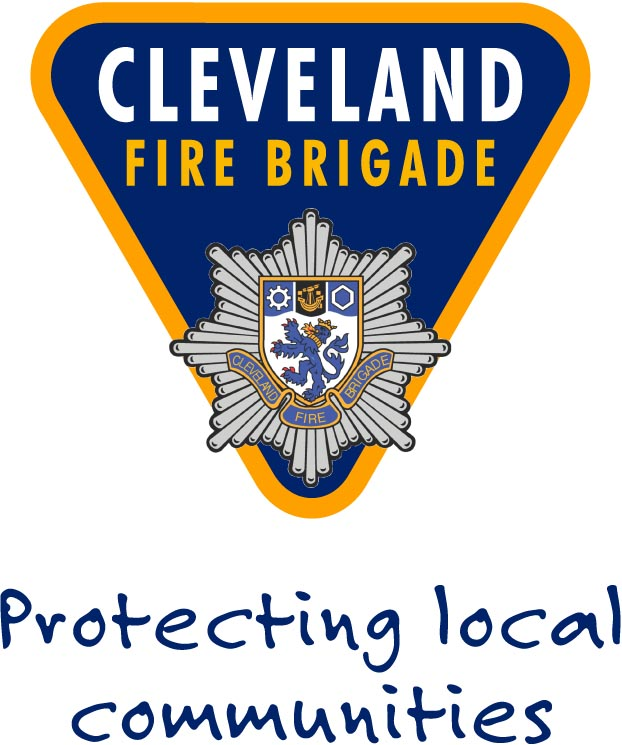 CLEVELAND
FIRE BRIGADE
CLEVELAND FIRE BRIGADE
Protecting local
communities